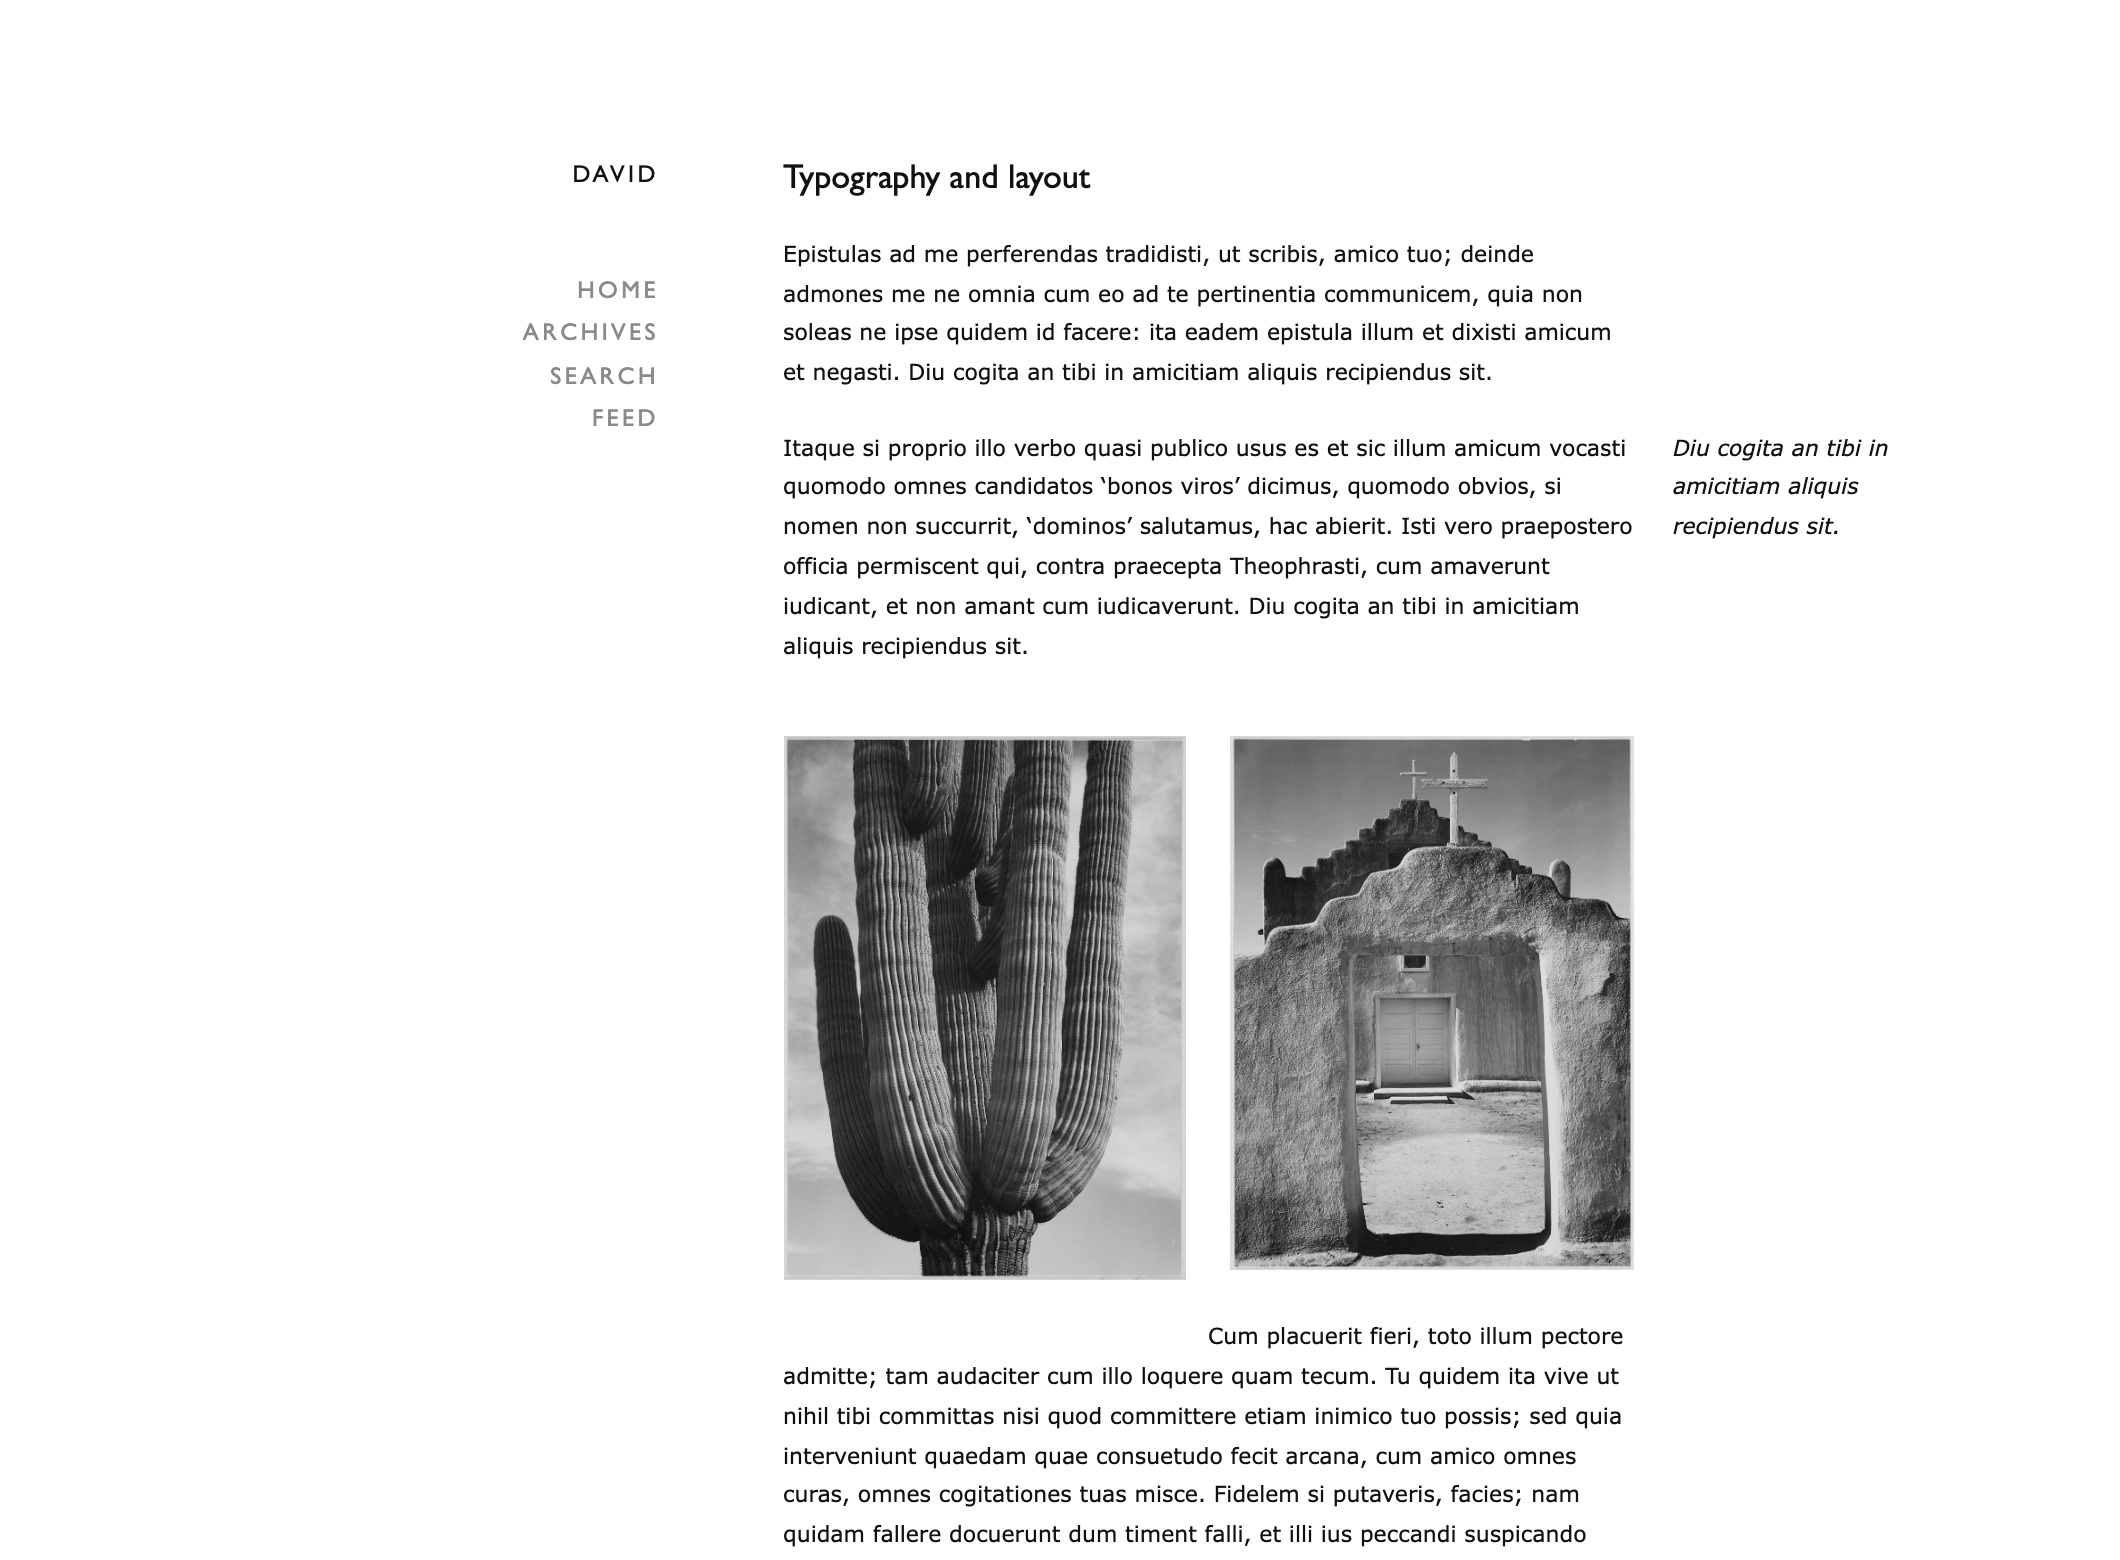 DAVID
HOME
ARCHIVES
SEARCH
FEED
Typography and layout
Epistulas ad me perferendas tradidisti, ut scribis, amico tuo; deinde
admones me ne omnia cum eo ad te pertinentia communicem, quia non
soleas ne ipse quidem id facere: ita eadem epistula illum et dixisti amicum
et negasti. Diu cogita an tibi in amicitiam aliquis recipiendus sit.
Itaque si proprio illo verbo quasi publico usus es et sic illum amicum vocasti
quomodo omnes candidatos ‘bonos viros’ dicimus, quomodo obvios, si
nomen non succurrit, ‘dominos’ salutamus, hac abierit. Isti vero praepostero
officia permiscent qui, contra praecepta Theophrasti, cum amaverunt
iudicant, et non amant cum iudicaverunt. Diu cogita an tibi in amicitiam
aliquis recipiendus sit.
Diu cogita an tibi in
amicitiam aliquis
recipiendus sit.
Cum placuerit fieri, toto illum pectore
admitte; tam audaciter cum illo loquere quam tecum. Tu quidem ita vive ut
nihil tibi committas nisi quod committere etiam inimico tuo possis; sed quia
interveniunt quaedam quae consuetudo fecit arcana, cum amico omnes
curas, omnes cogitationes tuas misce. Fidelem si putaveris, facies; nam
quidam fallere docuerunt dum timent falli, et illi ius peccandi suspicando